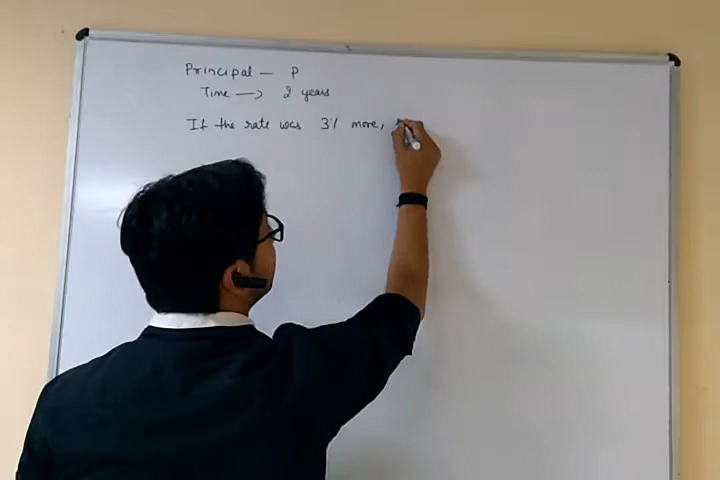 Principal — P
Time —> 2 years
If the rate was 3% more,